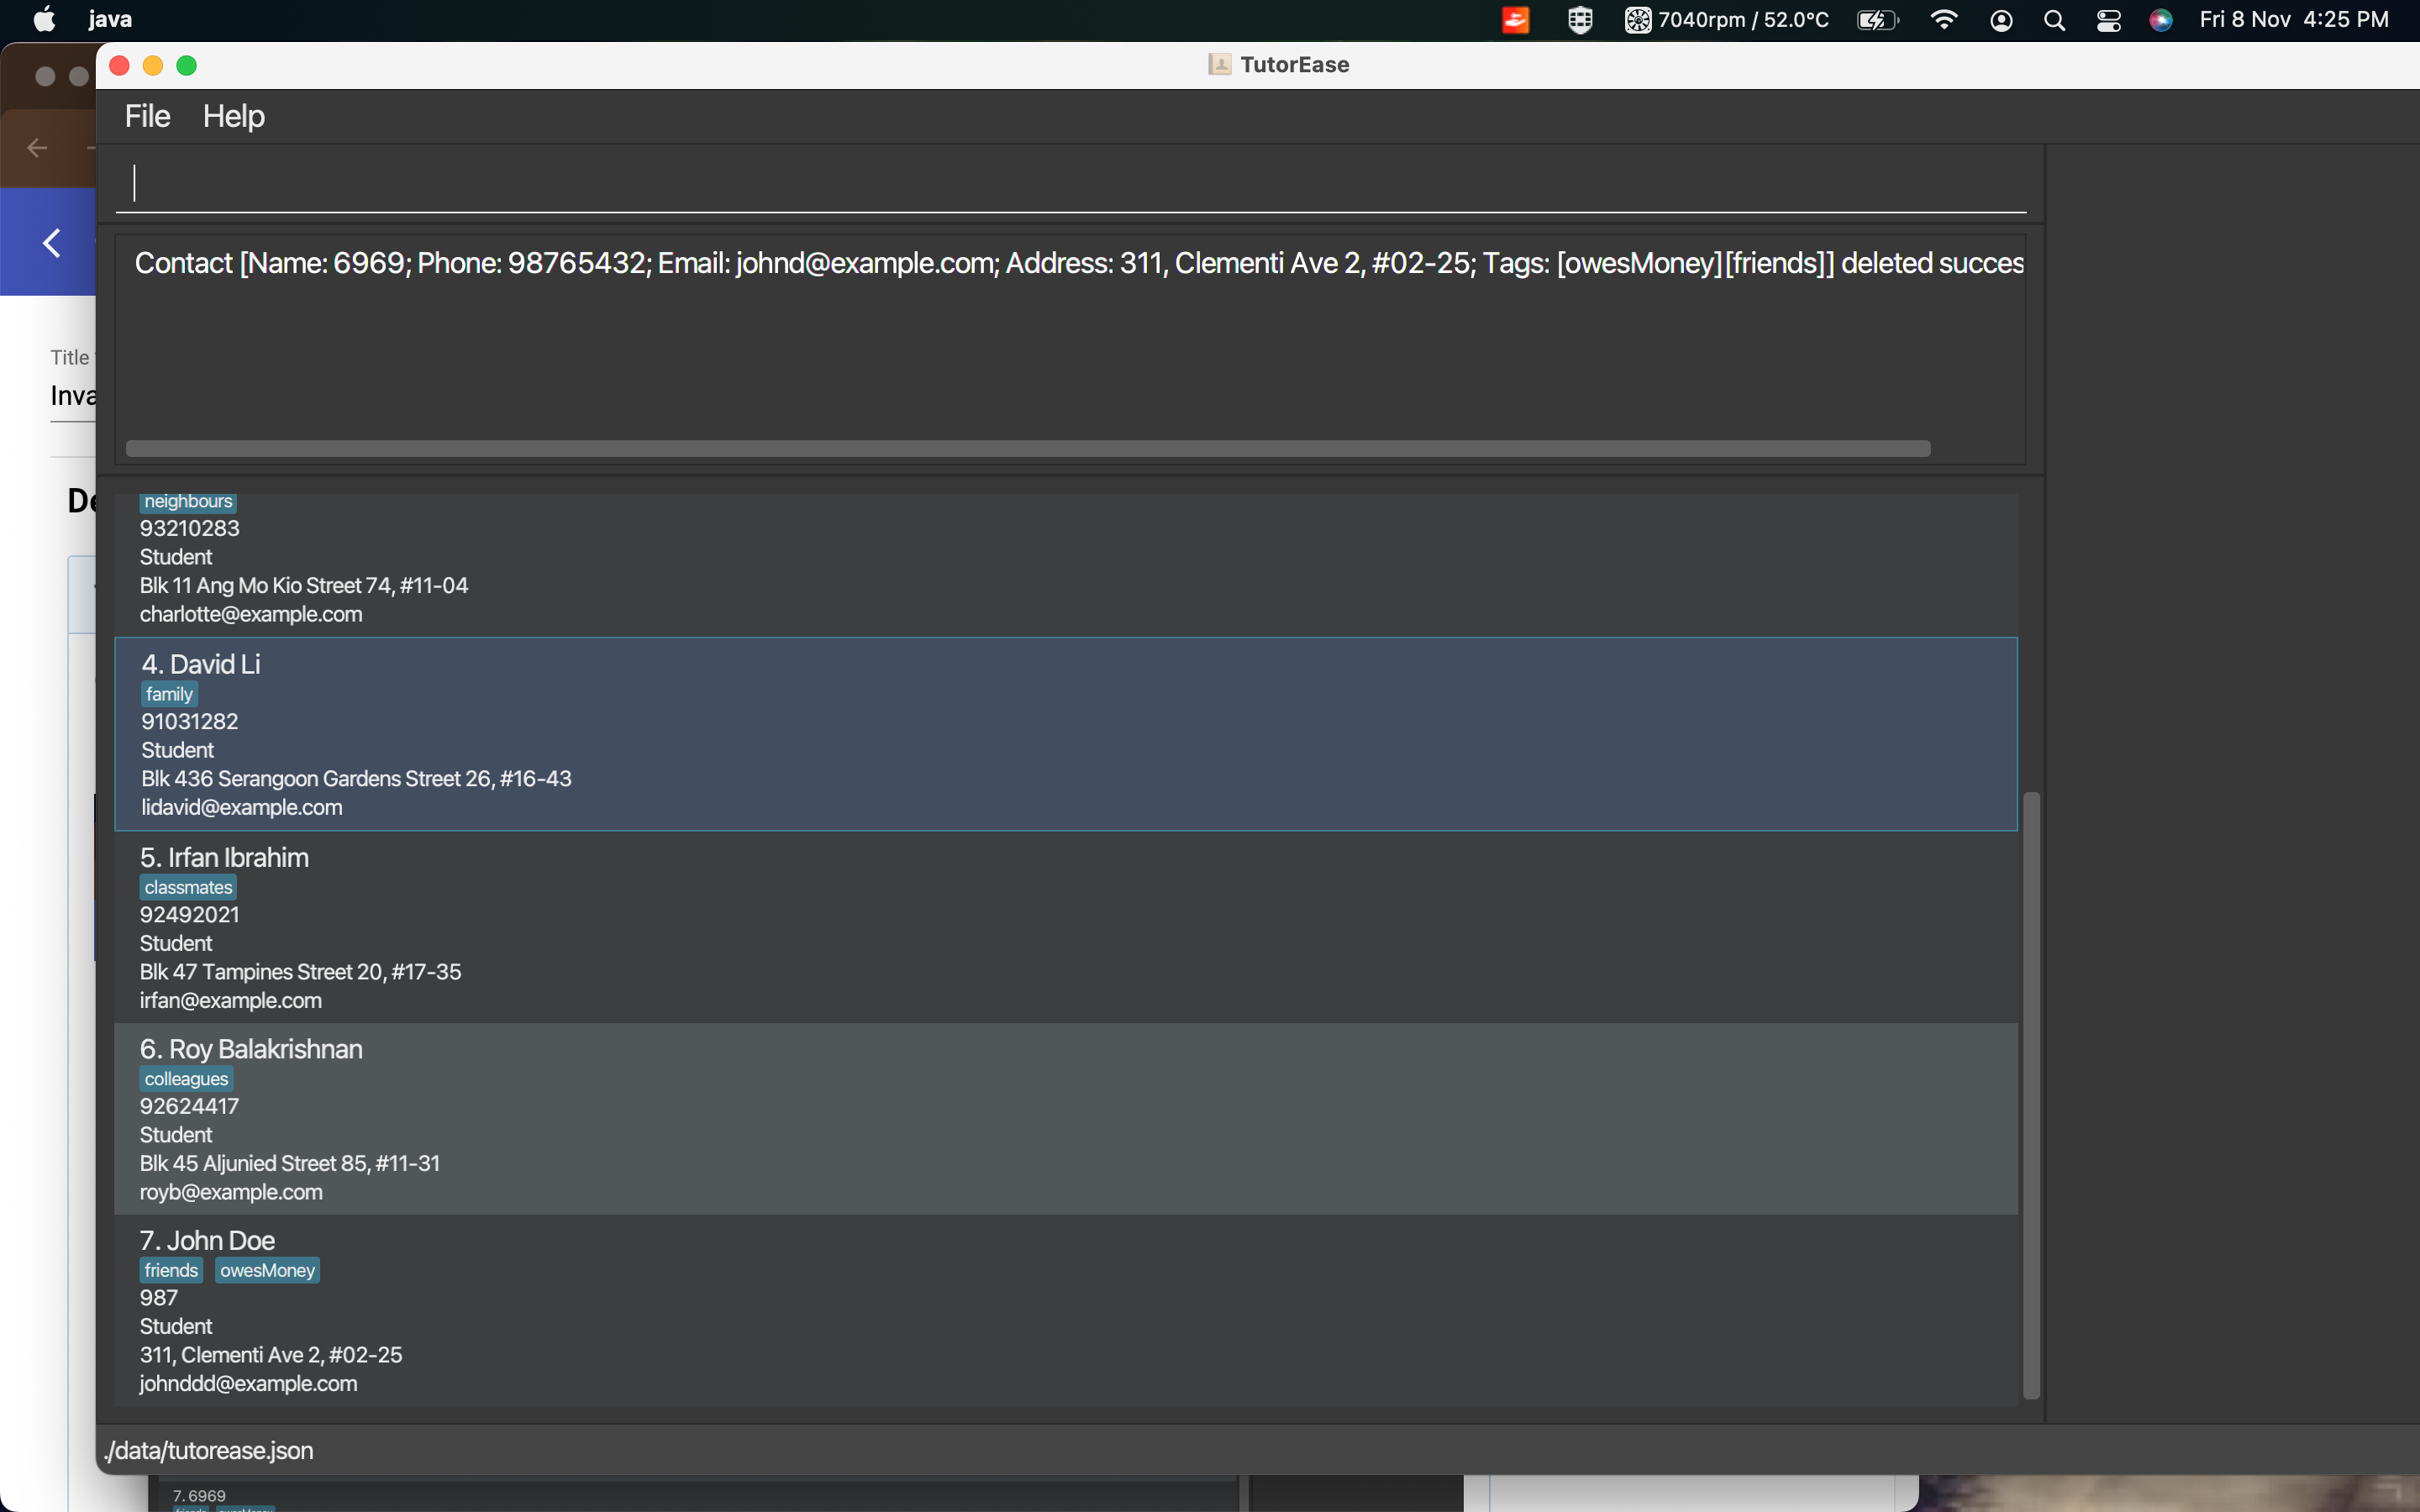 java
7040rpm / 52.0°C
Fri 8 Nov 4:25 PM
TutorEase
File Help
Contact [Name: 6969; Phone: 98765432; Email: johnd@example.com; Address: 311, Clementi Ave 2, #02-25; Tags: [owesMoney][friends]] deleted succes
Title
Inva
De
neighbours
93210283
Student
Blk 11 Ang Mo Kio Street 74, #11-04
charlotte@example.com
4. David Li
family
91031282
Student
Blk 436 Serangoon Gardens Street 26, #16-43
lidavid@example.com
5. Irfan Ibrahim
classmates
92492021
Student
Blk 47 Tampines Street 20, #17-35
irfan@example.com
6. Roy Balakrishnan
colleagues
92624417
Student
Blk 45 Aljunied Street 85, #11-31
royb@example.com
7. John Doe
friends owesMoney
987
Student
311, Clementi Ave 2, #02-25
johnddd@example.com
./data/tutorease.json
7. 6969